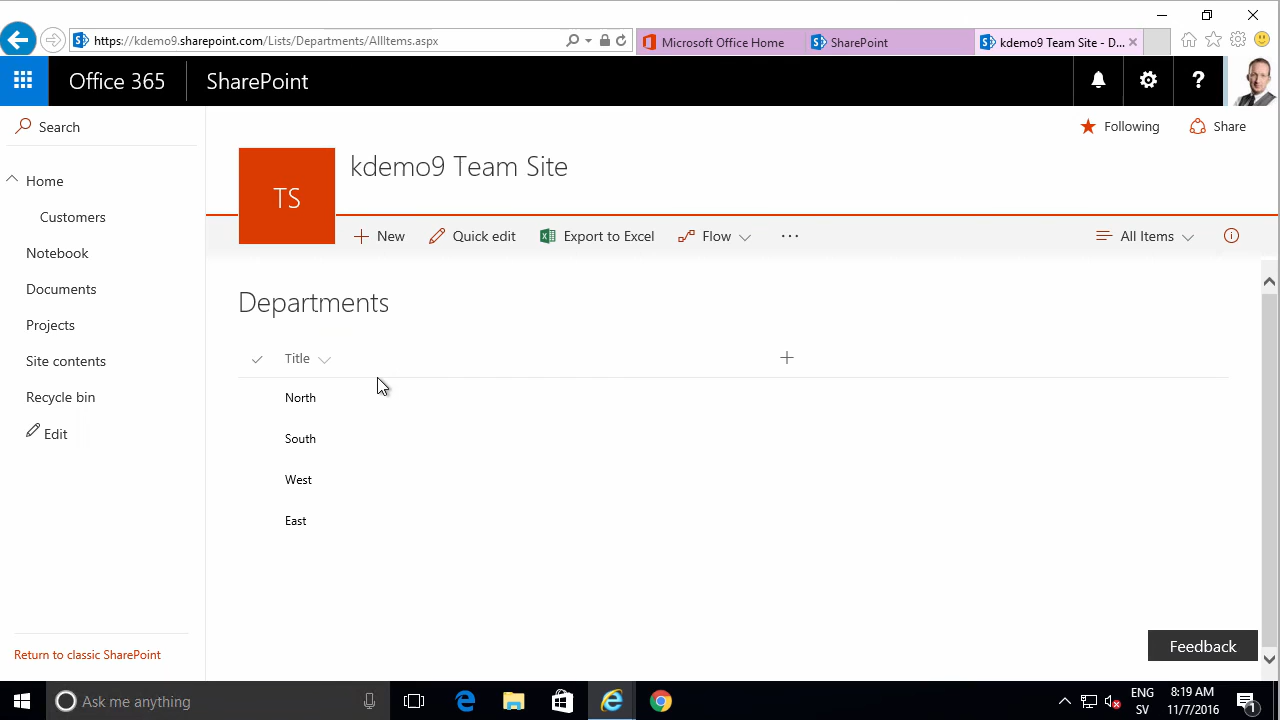 https://kdemo9.sharepoint.com/Lists/Departments/AllItems.aspx
Microsoft Office Home
SharePoint
kdemo9 Team Site - D...
Office 365
SharePoint
Search
Following
Share
Home
Customers
Notebook
Documents
Projects
Site contents
Recycle bin
Edit
Return to classic SharePoint
TS
kdemo9 Team Site
New
Quick edit
Export to Excel
Flow
All Items
Departments
Title
North
South
West
East
Feedback
Ask me anything
ENG
SV
8:19 AM
11/7/2016
1